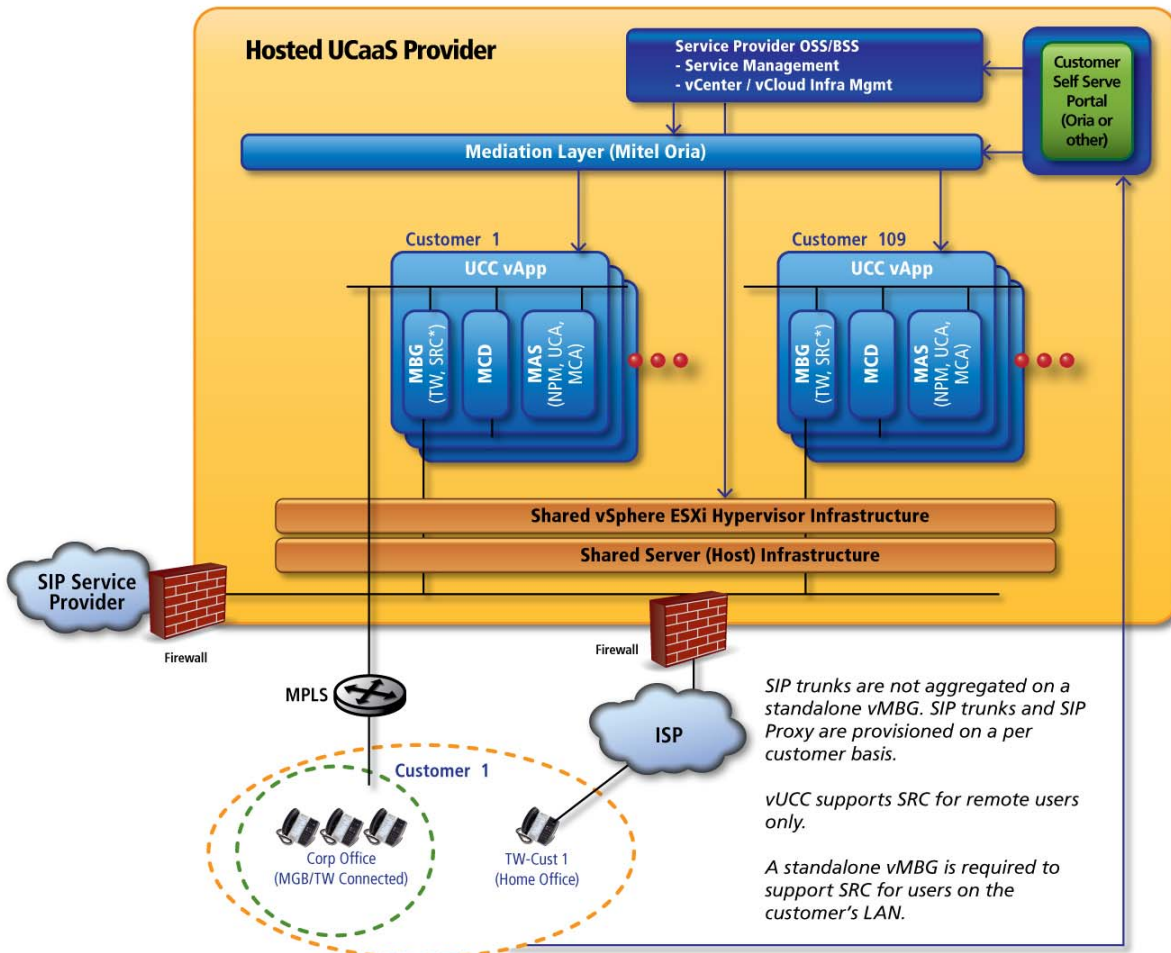 Hosted UCaaS Provider
Service Provider OSS/BSS
- Service Management
- vCenter / vCloud Infra Mgmt
Customer
Self Serve
Portal
(Oria or
other)
Mediation Layer (Mitel Oria)
Customer 1
UCC vApp
MBG
(TW, SRC*)
MCD
MAS
(NPM, UCA,
MCA)
Customer 109
UCC vApp
MBG
(TW, SRC*)
MCD
MAS
(NPM, UCA,
MCA)
Shared vSphere ESXi Hypervisor Infrastructure
Shared Server (Host) Infrastructure
SIP Service
Provider
Firewall
Firewall
MPLS
ISP
Customer 1
Corp Office
(MGB/TW Connected)
TW-Cust 1
(Home Office)
SIP trunks are not aggregated on a
standalone vMBG. SIP trunks and SIP
Proxy are provisioned on a per
customer basis.
vUCC supports SRC for remote users
only.
A standalone vMBG is required to
support SRC for users on the
customer's LAN.